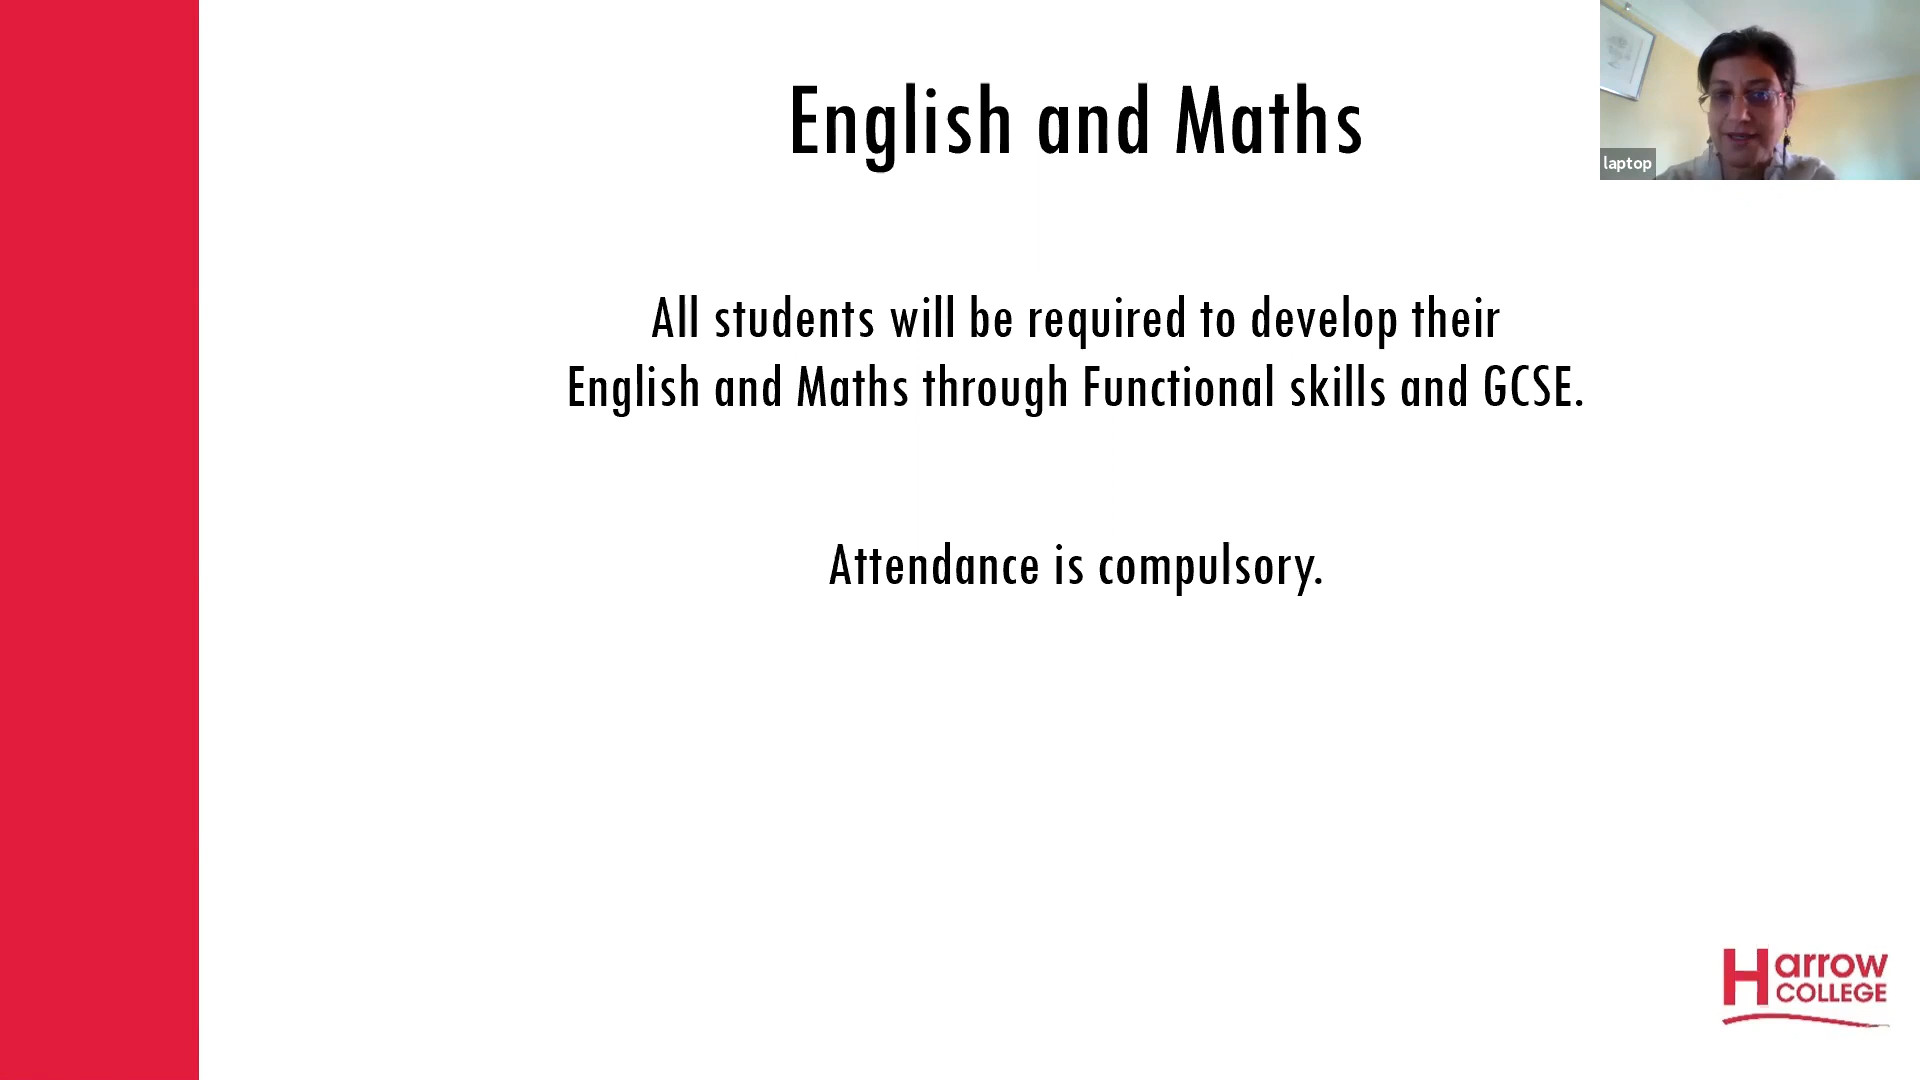 English and Maths
laptop
All students will be required to develop their
English and Maths through Functional skills and GCSE.
Attendance is compulsory.
Harrow
COLLEGE